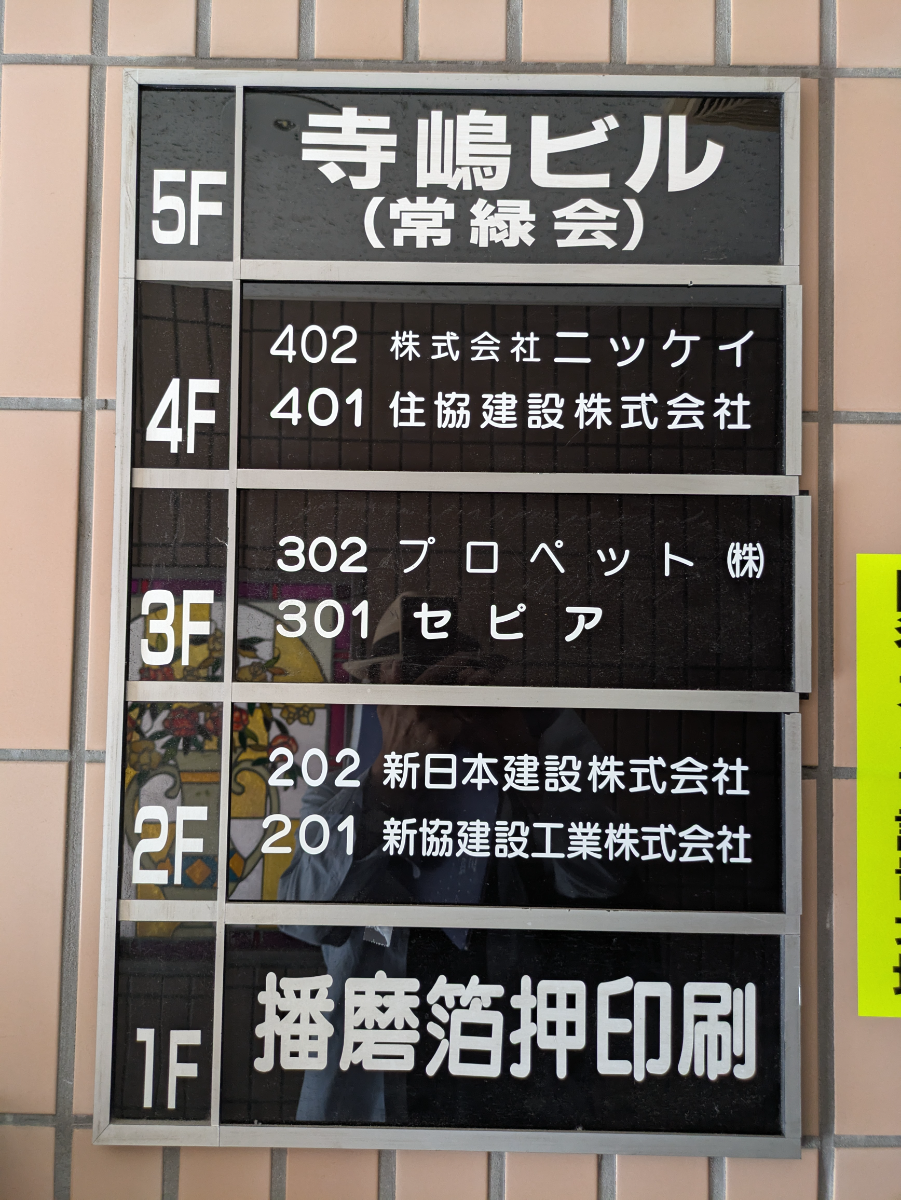 5F
寺嶋ビル
(常緑会)
4F
402 株式会社ニツケイ
401 住協建設株式会社
3F
302 プロペット㈱
301 セピア
2F
202 新日本建設株式会社
201 新協建設工業株式会社
1F
播磨箔押印刷